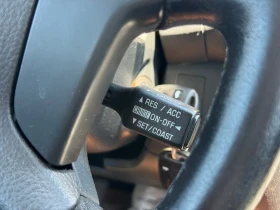 ▲ RES / ACC
ON-OFF ◄
▼ SET/COAST